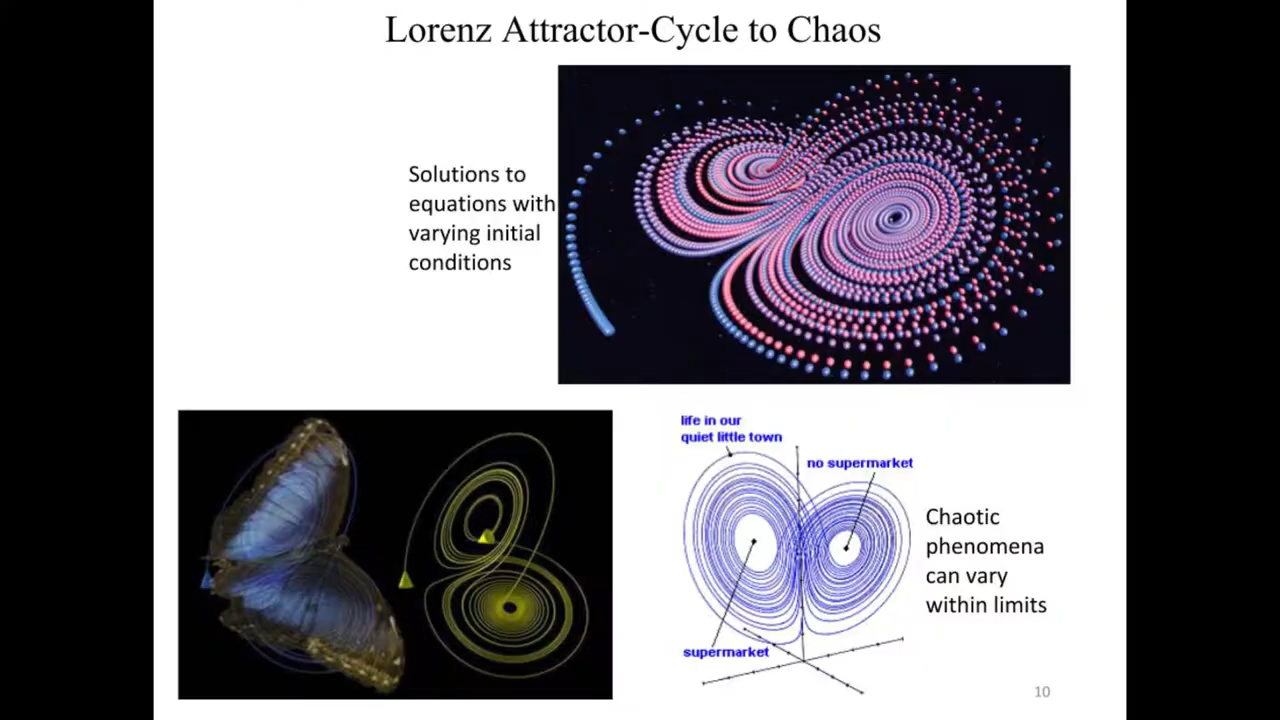 Lorenz Attractor-Cycle to Chaos
Solutions to
equations with
varying initial
conditions
life in our
quiet little town
no supermarket
supermarket
Chaotic
phenomena
can vary
within limits
10